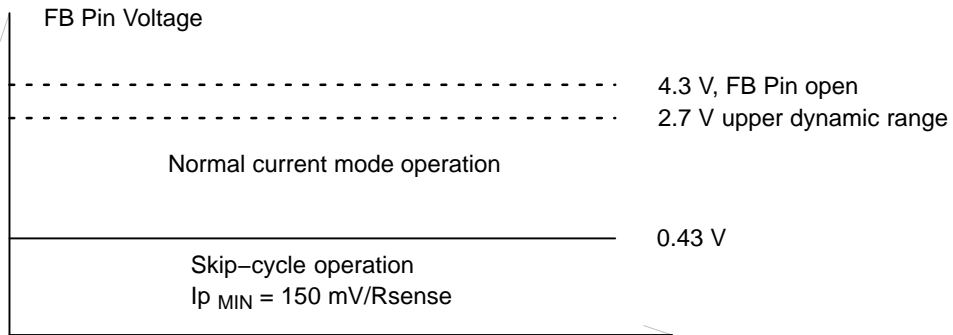 FB Pin Voltage
4.3 V, FB Pin open
2.7 V upper dynamic range
Normal current mode operation
0.43 V
Skip−cycle operation
Ip MIN = 150 mV/Rsense